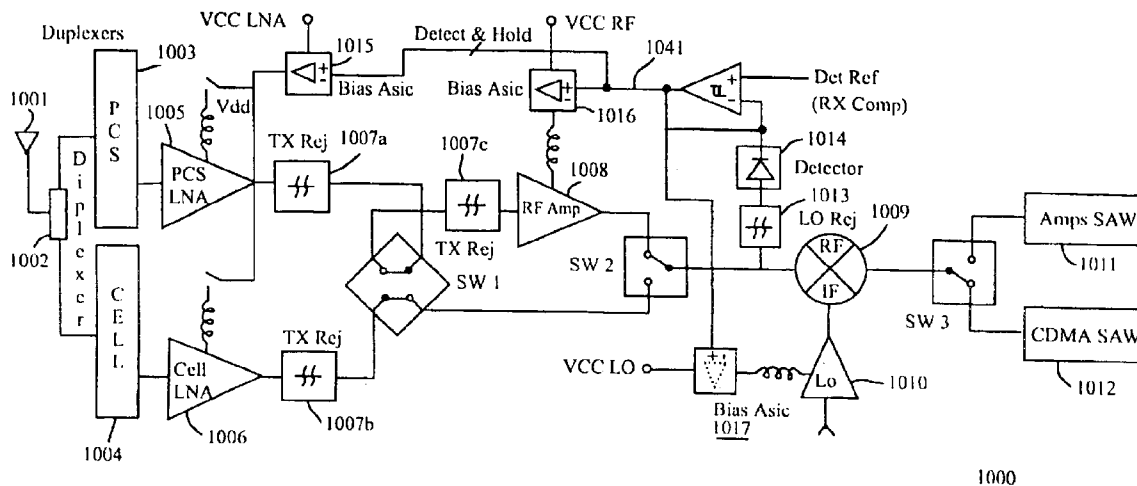 VCC LNA
VCC RF
Duplexers
1003
1015
Detect & Hold
1041
Det Ref
(RX Comp)
Bias Asic
Bias Asic
1016
1001
1005
Vdd
PCS
Diplexer
PCS LNA
TX Rej
1007a
1007c
1008
1014
Detector
1013
LO Rej
1009
RF Amp
TX Rej
1002
SW 1
SW 2
RF
IF
Amps SAW
1011
SW 3
CELL
TX Rej
CDMA SAW
1012
Cell LNA
VCC LO
Lo
1010
1007b
Bias Asic
1017
1006
1004
1000